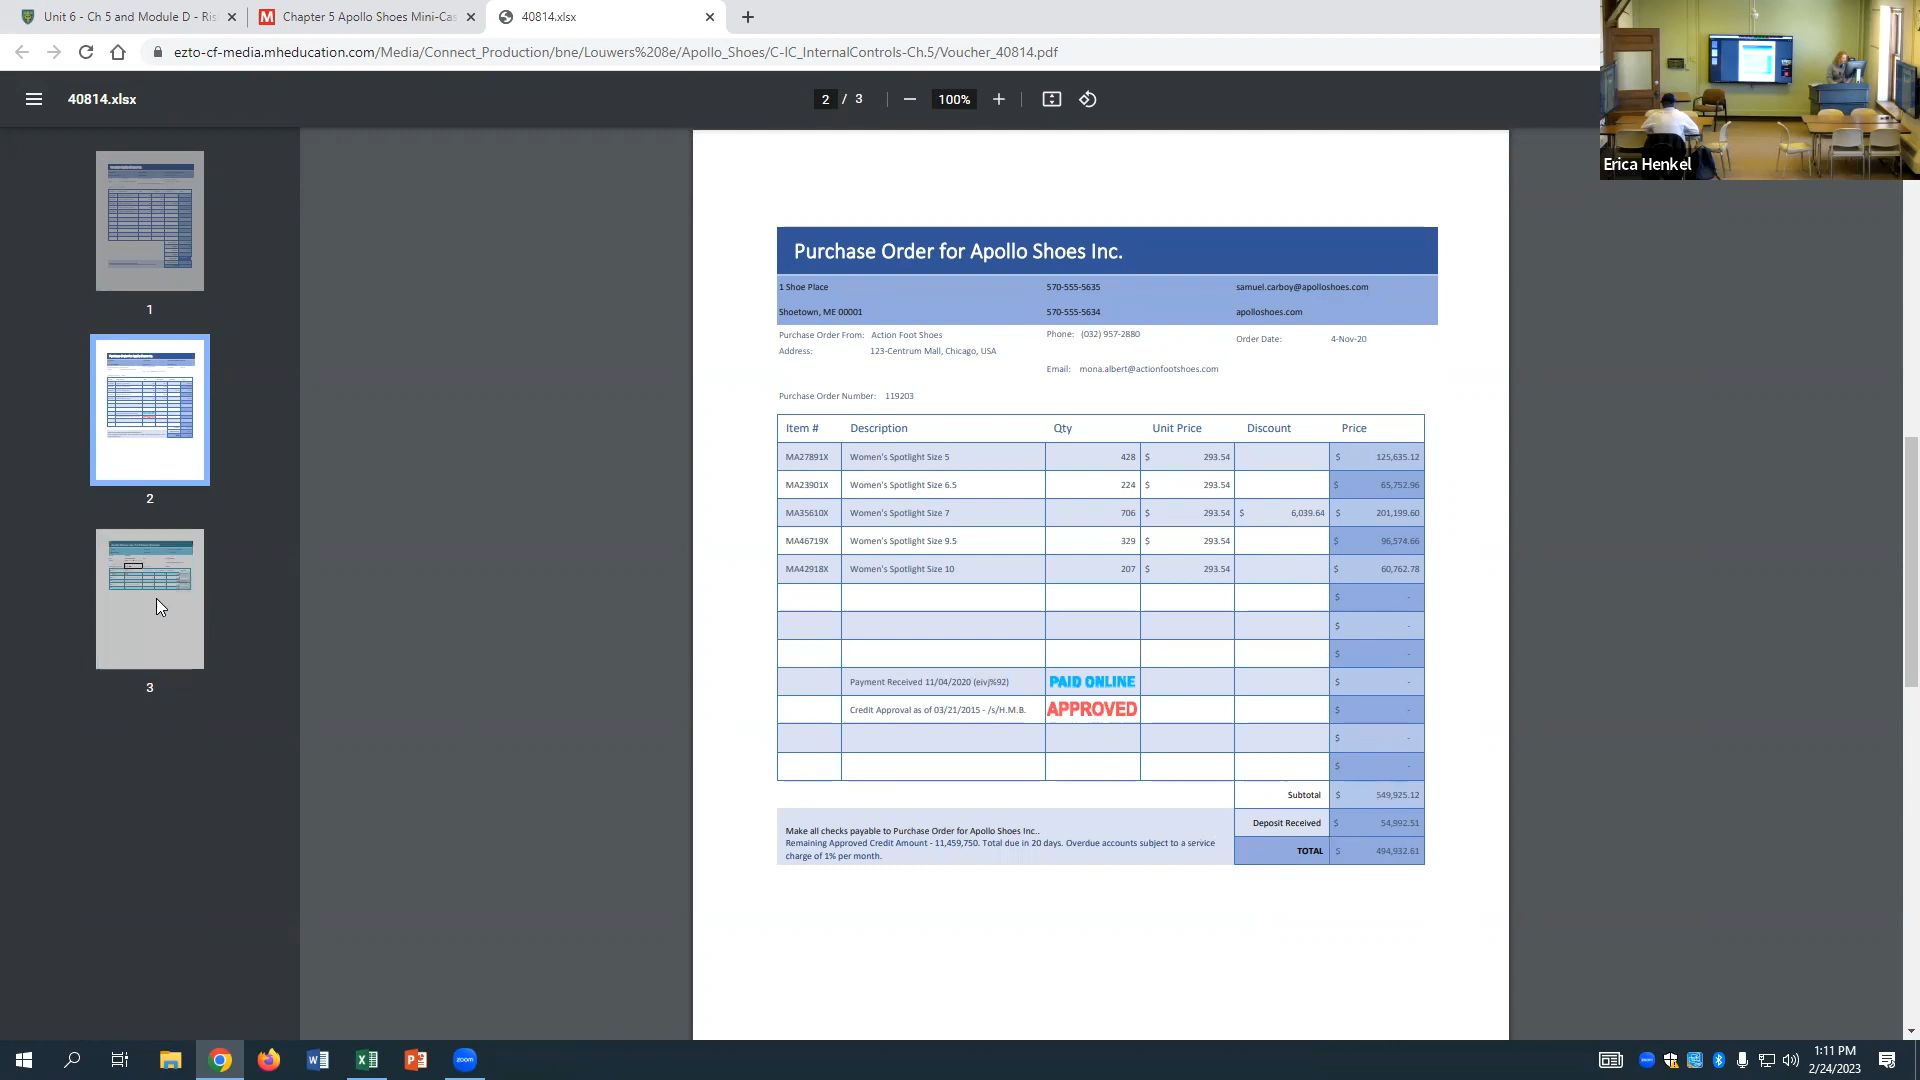 Unit 6 - Ch 5 and Module D - Ris
Chapter 5 Apollo Shoes Mini-Cas
40814.xlsx
ezto-cf-media.mheducation.com/Media/Connect_Production/bne/Louwers%208e/Apollo_Shoes/C-IC_InternalControls-Ch.5/Voucher_40814.pdf
40814.xlsx
2 / 3
100%
Erica Henkel
1
2
3
Purchase Order for Apollo Shoes Inc.
1 Shoe Place 570-555-5635 samuel.carboy@apolloshoes.com
Shoetown, ME 00001 570-555-5634 apolloshoes.com
Purchase Order From: Action Foot Shoes Phone: (032) 957-2880 Order Date: 4-Nov-20
Address: 123-Centrum Mall, Chicago, USA
Email: mona.albert@actionfootshoes.com
Purchase Order Number: 119203
Item # Description Qty Unit Price Discount Price
MA27891X Women's Spotlight Size 5 428 $ 293.54 $ 125,635.12
MA23901X Women's Spotlight Size 6.5 224 $ 293.54 $ 65,752.96
MA35610X Women's Spotlight Size 7 706 $ 293.54 $ 6,039.64 $ 201,199.60
MA46719X Women's Spotlight Size 9.5 329 $ 293.54 $ 96,574.66
MA42918X Women's Spotlight Size 10 207 $ 293.54 $ 60,762.78
$ -
$ -
$ -
Payment Received 11/04/2020 (eivj%92) PAID ONLINE $ -
Credit Approval as of 03/21/2015 - /s/H.M.B. APPROVED $ -
$ -
$ -
Subtotal $ 549,925.12
Deposit Received $ 54,992.51
TOTAL $ 494,932.61
Make all checks payable to Purchase Order for Apollo Shoes Inc..
Remaining Approved Credit Amount - 11,459,750. Total due in 20 days. Overdue accounts subject to a service
charge of 1% per month.
1:11 PM
2/24/2023